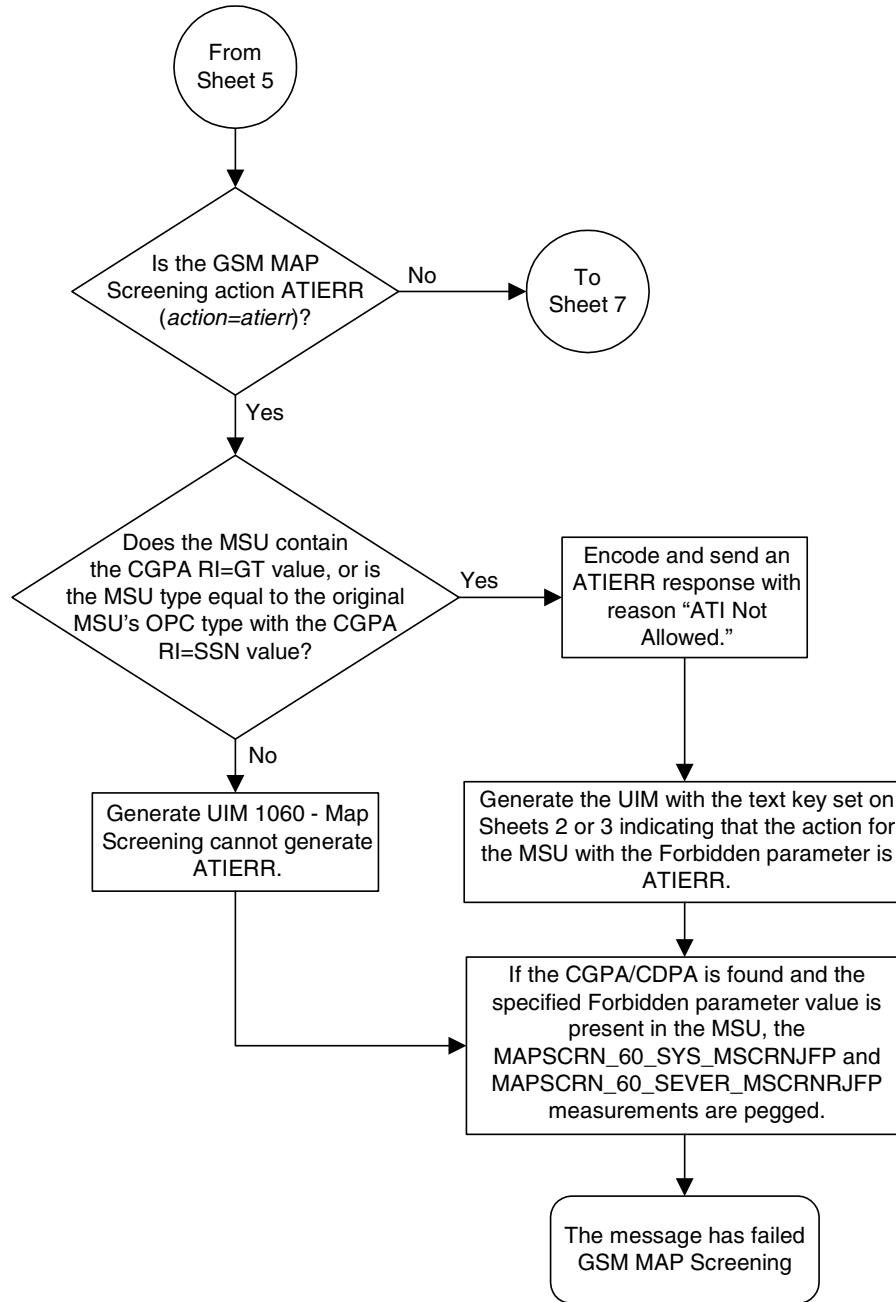 From
Sheet 5
Is the GSM MAP
Screening action ATIERR
(action=atierr)?
No
To
Sheet 7
Yes
Does the MSU contain
the CGPA RI=GT value, or is
the MSU type equal to the original
MSU's OPC type with the CGPA
RI=SSN value?
Yes
Encode and send an
ATIERR response with
reason “ATI Not
Allowed.”
No
Generate UIM 1060 - Map
Screening cannot generate
ATIERR.
Generate the UIM with the text key set on
Sheets 2 or 3 indicating that the action for
the MSU with the Forbidden parameter is
ATIERR.
If the CGPA/CDPA is found and the
specified Forbidden parameter value is
present in the MSU, the
MAPSCRN_60_SYS_MSCRNJFP and
MAPSCRN_60_SEVER_MSCRNRJFP
measurements are pegged.
The message has failed
GSM MAP Screening